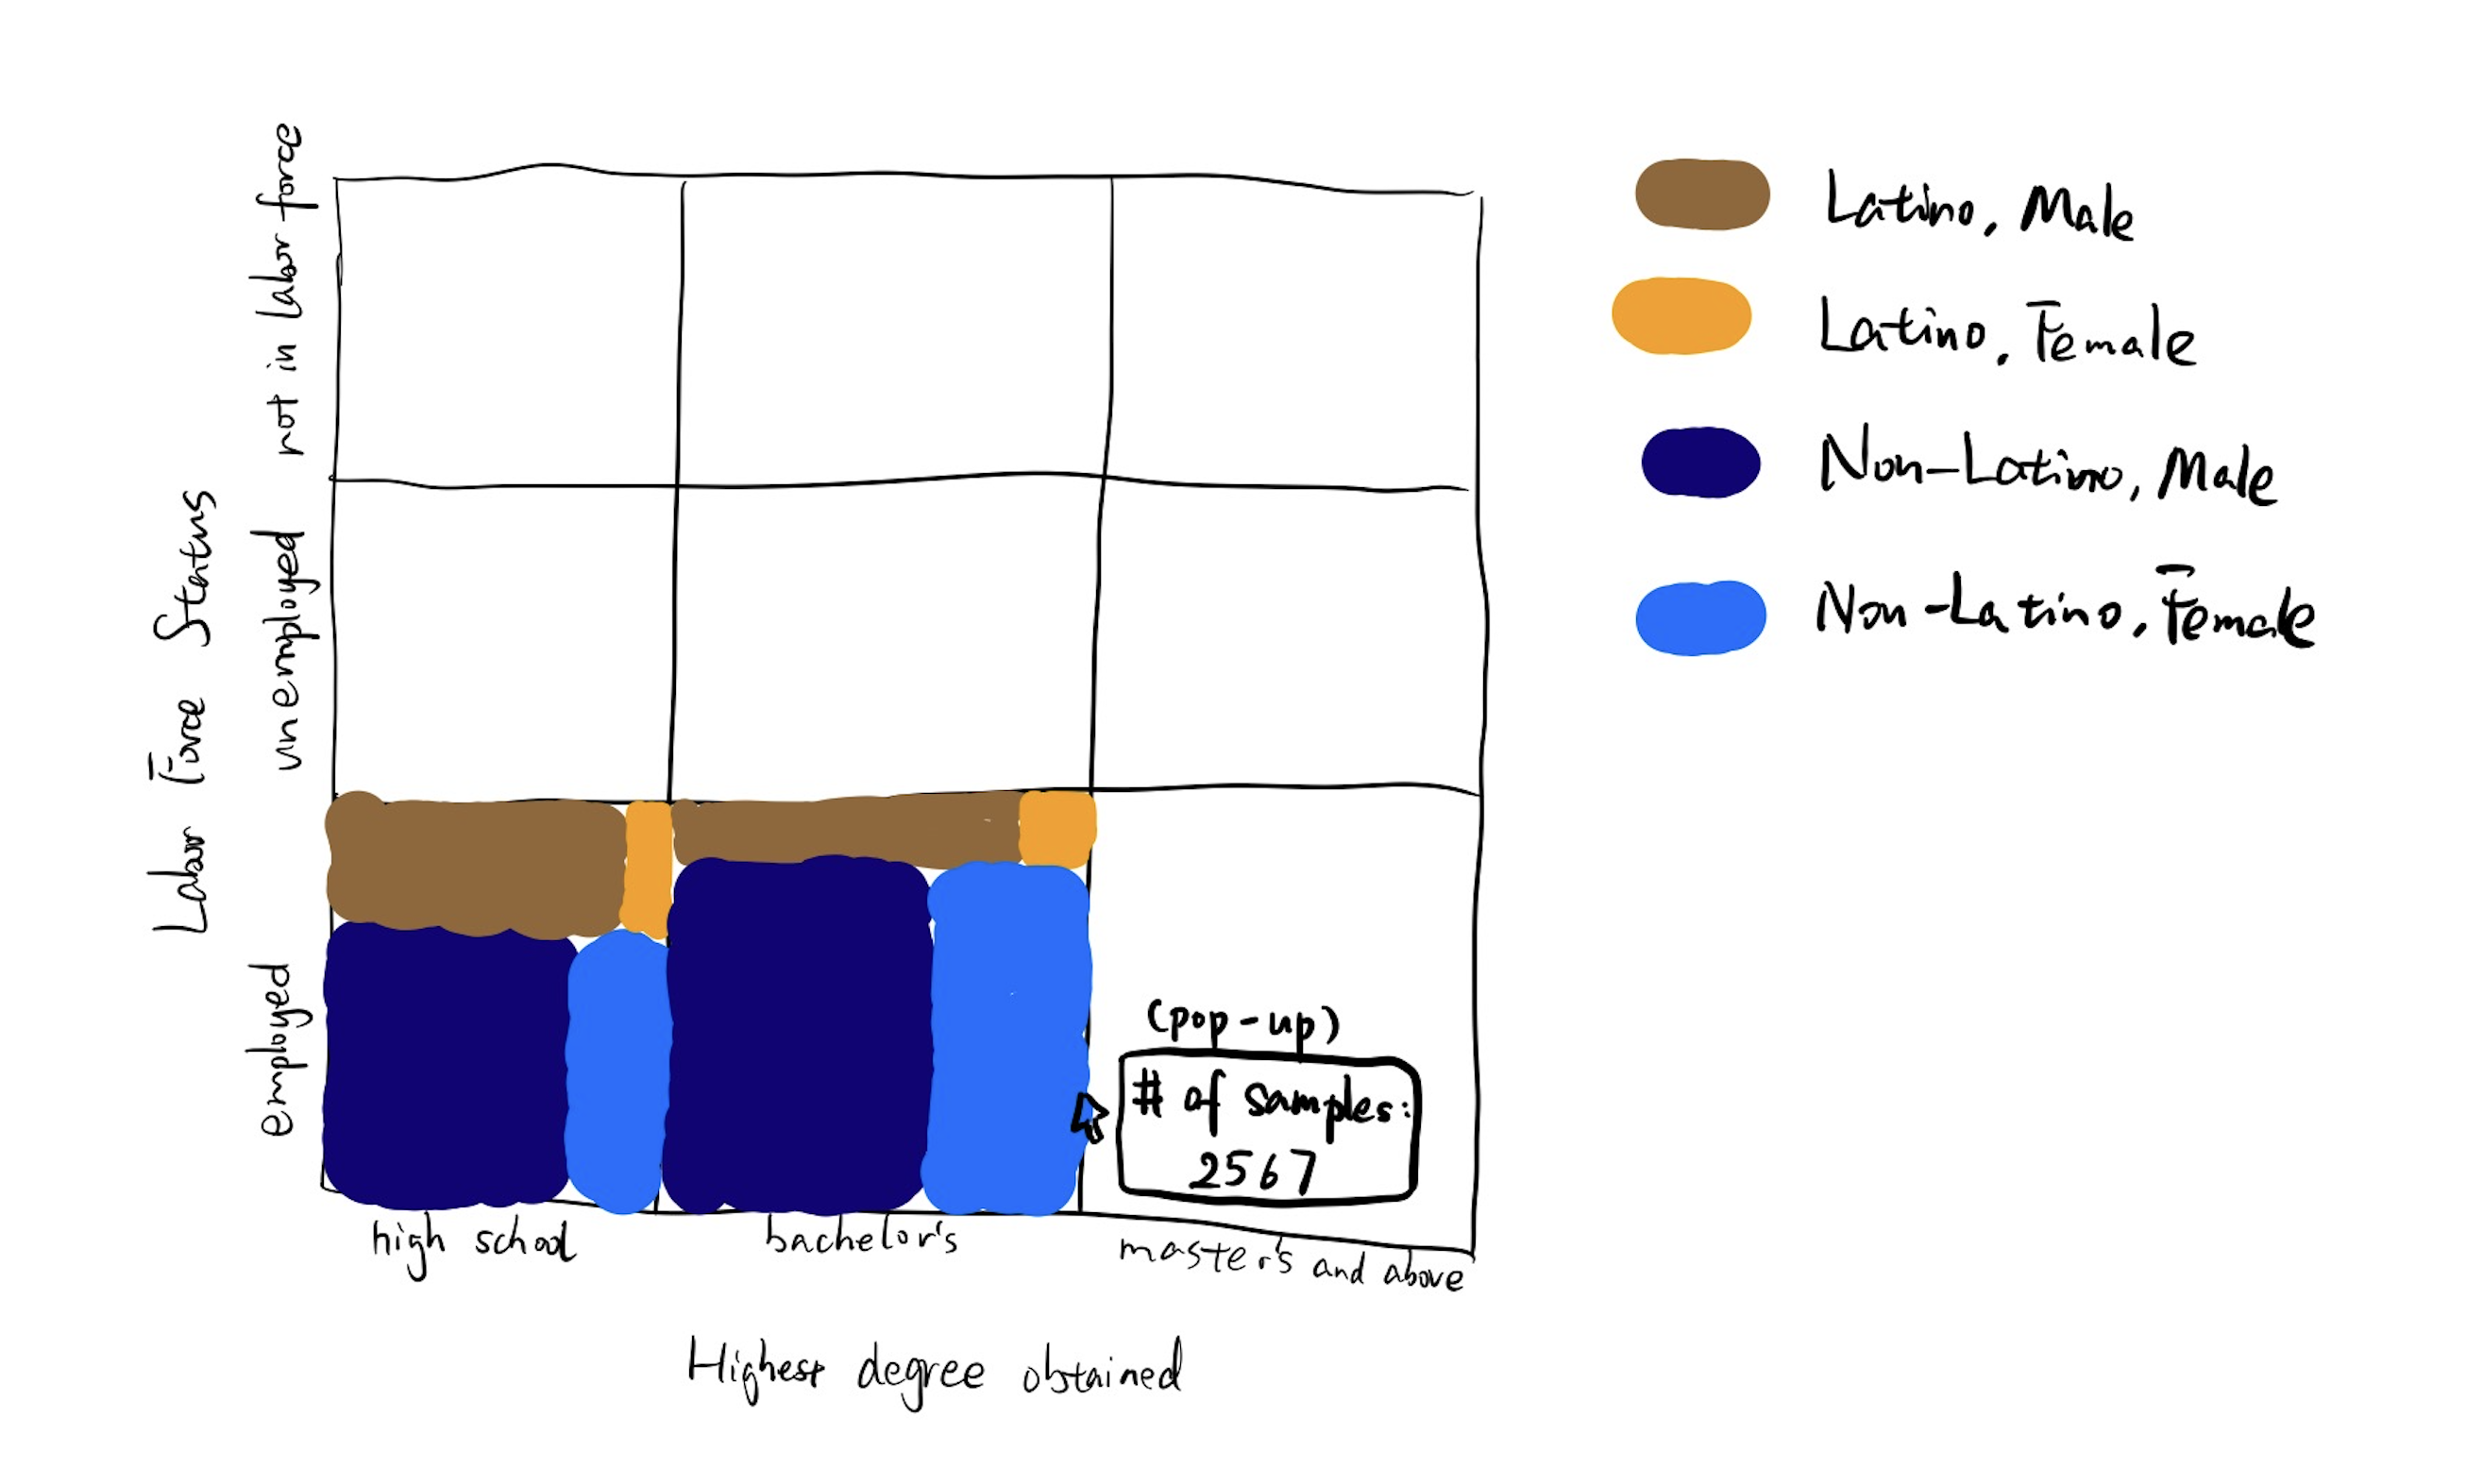 Labor Force Status
not in labor force
unemployed
employed
high school
bachelor's
master's and above
Highest degree obtained
(pop-up)
# of samples:
2567
Latino, Male
Latino, Female
Non-Latino, Male
Non-Latino, Female